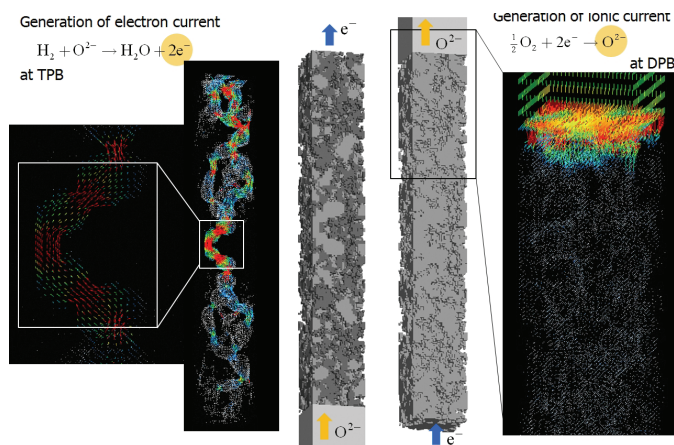 Generation of electron current
H₂ + O²⁻ → H₂O + 2e⁻
at TPB
e⁻
O²⁻
O²⁻
e⁻
Generation of ionic current
½O₂ + 2e⁻ → O²⁻
at DPB